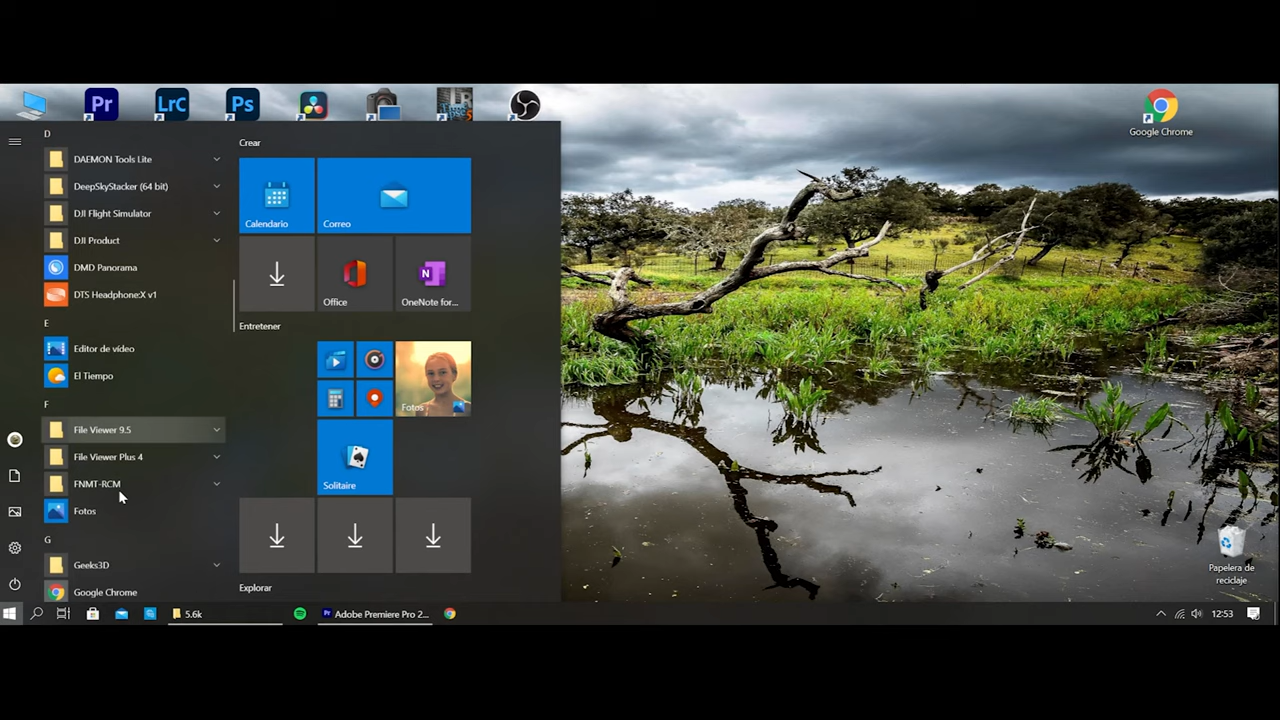 Pr
LrC
Ps
Google Chrome
D
DAEMON Tools Lite
DeepSkyStacker (64 bit)
DJI Flight Simulator
DJI Product
DMD Panorama
DTS Headphone:X v1
E
Editor de vídeo
El Tiempo
F
File Viewer 9.5
File Viewer Plus 4
FNMT-RCM
Fotos
G
Geeks3D
Google Chrome
Crear
Calendario
Correo
Office
N
OneNote for...
Entretener
Fotos
Solitaire
Explorar
Papelera de
reciclaje
5.6k
Pr
Adobe Premiere Pro 2...
12:53